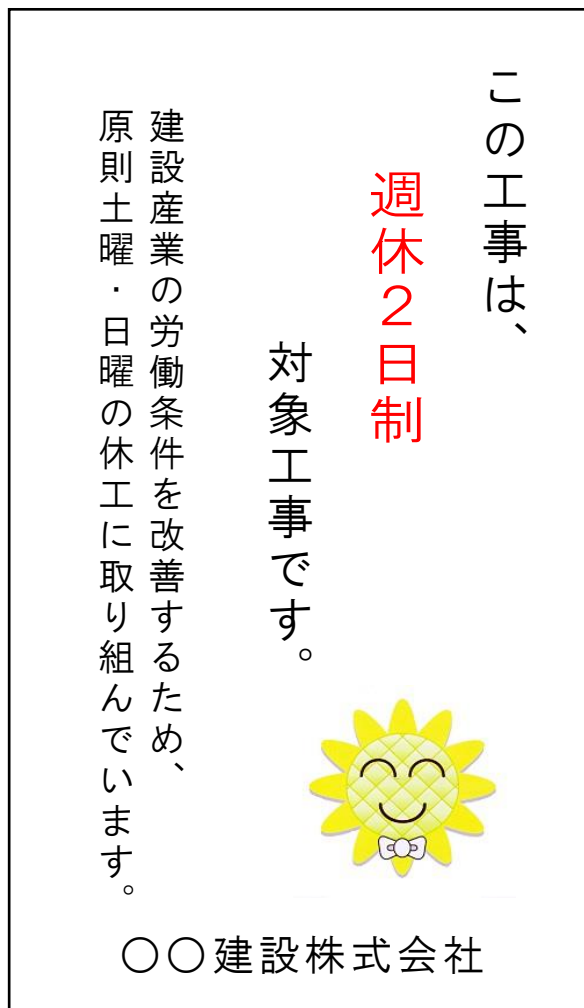 この工事は、
週休２日制
対象工事です。
建設産業の労働条件を改善するため、
原則土曜・日曜の休工に取り組んでいます。
〇〇建設株式会社